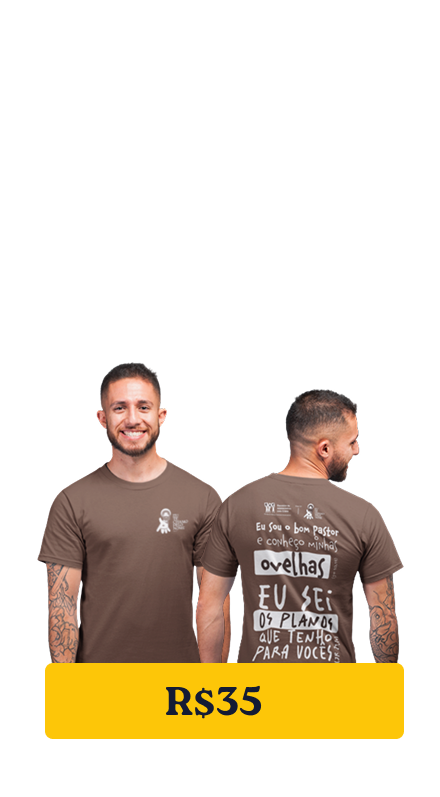 Eu sou o bom pastor
e conheço minhas
ovelhas
EU SEI
OS PLANOS
QUE TENHO
PARA VOCÊS
R$35